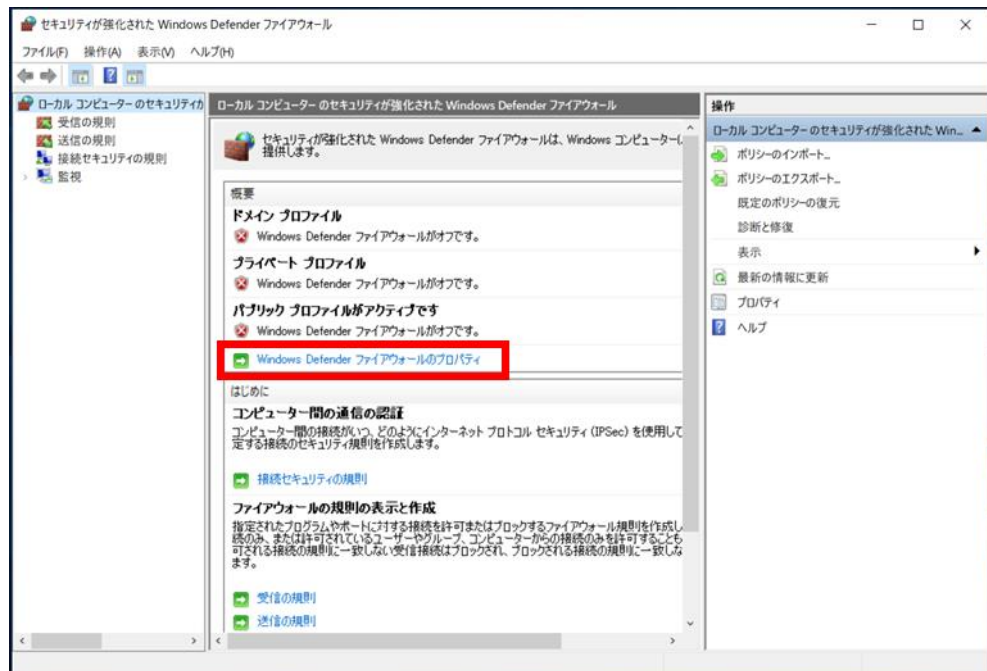 セキュリティが強化された Windows Defender ファイアウォール
ファイル(F) 操作(A) 表示(V) ヘルプ(H)
ローカル コンピューターのセキュリティか
受信の規則
送信の規則
接続セキュリティの規則
監視
ローカル コンピューター のセキュリティが強化された Windows Defender ファイアウォール
セキュリティが強化された Windows Defender ファイアウォールは、Windows コンピューターに
提供します。
概要
ドメイン プロファイル
Windows Defender ファイアウォールがオフです。
プライベート プロファイル
Windows Defender ファイアウォールがオフです。
パブリック プロファイルがアクティブです
Windows Defender ファイアウォールがオフです。
Windows Defender ファイアウォールのプロパティ
はじめに
コンピューター間の通信の認証
コンピューター間の接続がいつ、どのようにインターネット プロトコル セキュリティ (IPSec) を使用して
定する接続のセキュリティ規則を作成します。
接続セキュリティの規則
ファイアウォールの規則の表示と作成
指定されたプログラムやポートに対する接続を許可またはブロックするファイアウォール規則を作成し
続のみ、または許可されているユーザーやグループ、コンピューターからの接続のみを許可することも
可される接続の規則に一致しない受信接続はブロックされ、ブロックされる接続の規則に一致しな
ます。
受信の規則
送信の規則
操作
ローカル コンピューター のセキュリティが強化された Win...
ポリシーのインポート...
ポリシーのエクスポート...
既定のポリシーの復元
診断と修復
表示
最新の情報に更新
プロパティ
ヘルプ